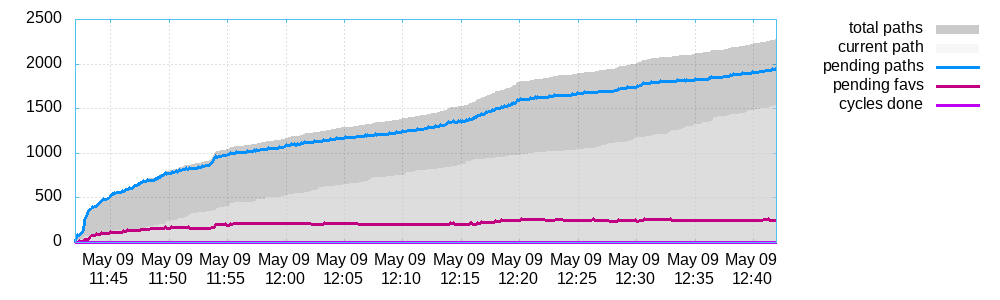 2500
2000
1500
1000
500
0
May 09 May 09 May 09 May 09 May 09 May 09 May 09 May 09 May 09 May 09 May 09 May 09
11:45 11:50 11:55 12:00 12:05 12:10 12:15 12:20 12:25 12:30 12:35 12:40
total paths
current path
pending paths
pending favs
cycles done